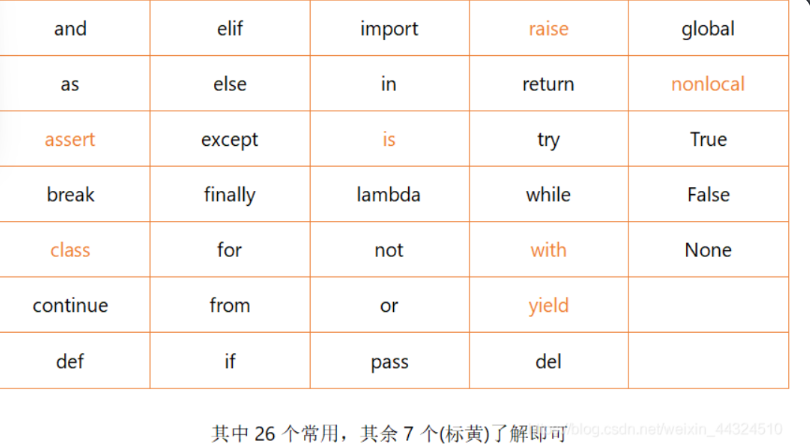 and elif import raise global
as else in return nonlocal
assert except is try True
break finally lambda while False
class for not with None
continue from or yield
def if pass del
其中 26 个常用，其余 7 个(标黄)了解即可
blog.csdn.net/weixin_44324510